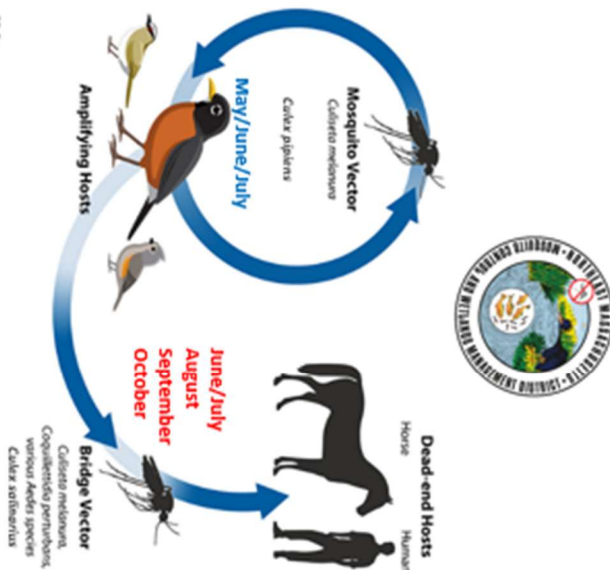 Mosquito Vector
Culiseta melanura
Culex pipiens
May/June/July
Amplifying Hosts
NORTHEAST MASSACHUSETTS
MOSQUITO CONTROL AND WETLANDS MANAGEMENT DISTRICT
Dead-end Hosts
Horse
Human
June/July
August
September
October
Bridge Vector
Culiseta melanura,
Coquillettidia perturbans,
various Aedes species
Culex salinarius